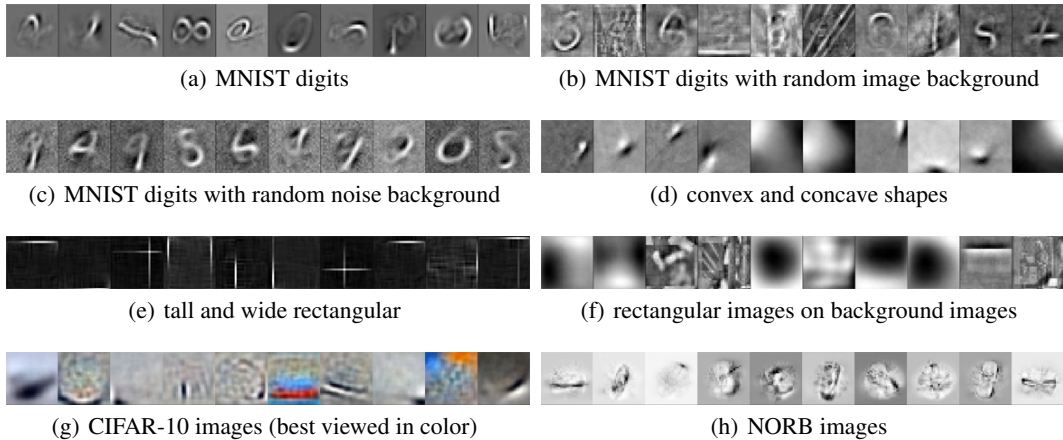 (a) MNIST digits
(b) MNIST digits with random image background
(c) MNIST digits with random noise background
(d) convex and concave shapes
(e) tall and wide rectangular
(f) rectangular images on background images
(g) CIFAR-10 images (best viewed in color)
(h) NORB images